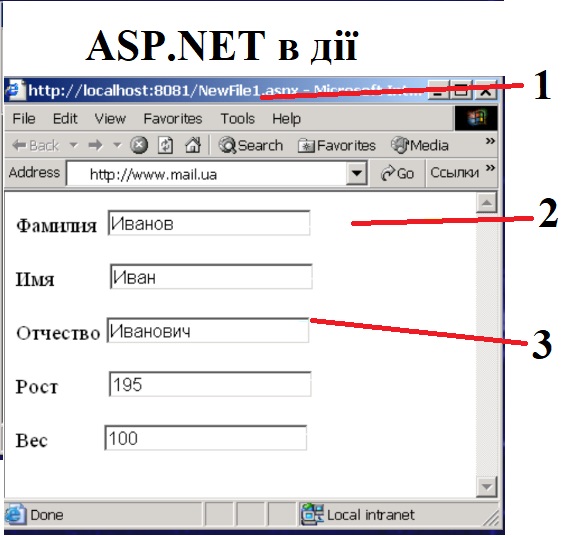 ASP.NET в дії
http://localhost:8081/NewFile1.aspx - Microsoft Int...
1
File Edit View Favorites Tools Help
Back Search Favorites Media »
Address http://www.mail.ua Go Ссылки »
Фамилия Иванов
2
Имя Иван
Отчество Иванович
3
Рост 195
Вес 100
Done Local intranet